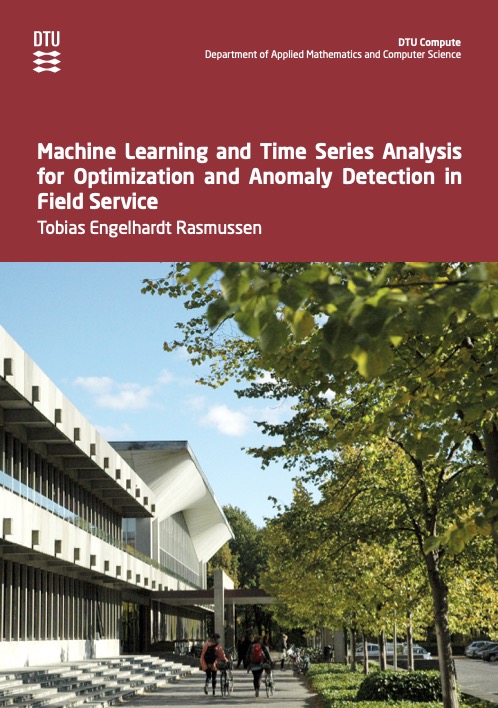 DTU
DTU Compute
Department of Applied Mathematics and Computer Science
Machine Learning and Time Series Analysis
for Optimization and Anomaly Detection in
Field Service
Tobias Engelhardt Rasmussen